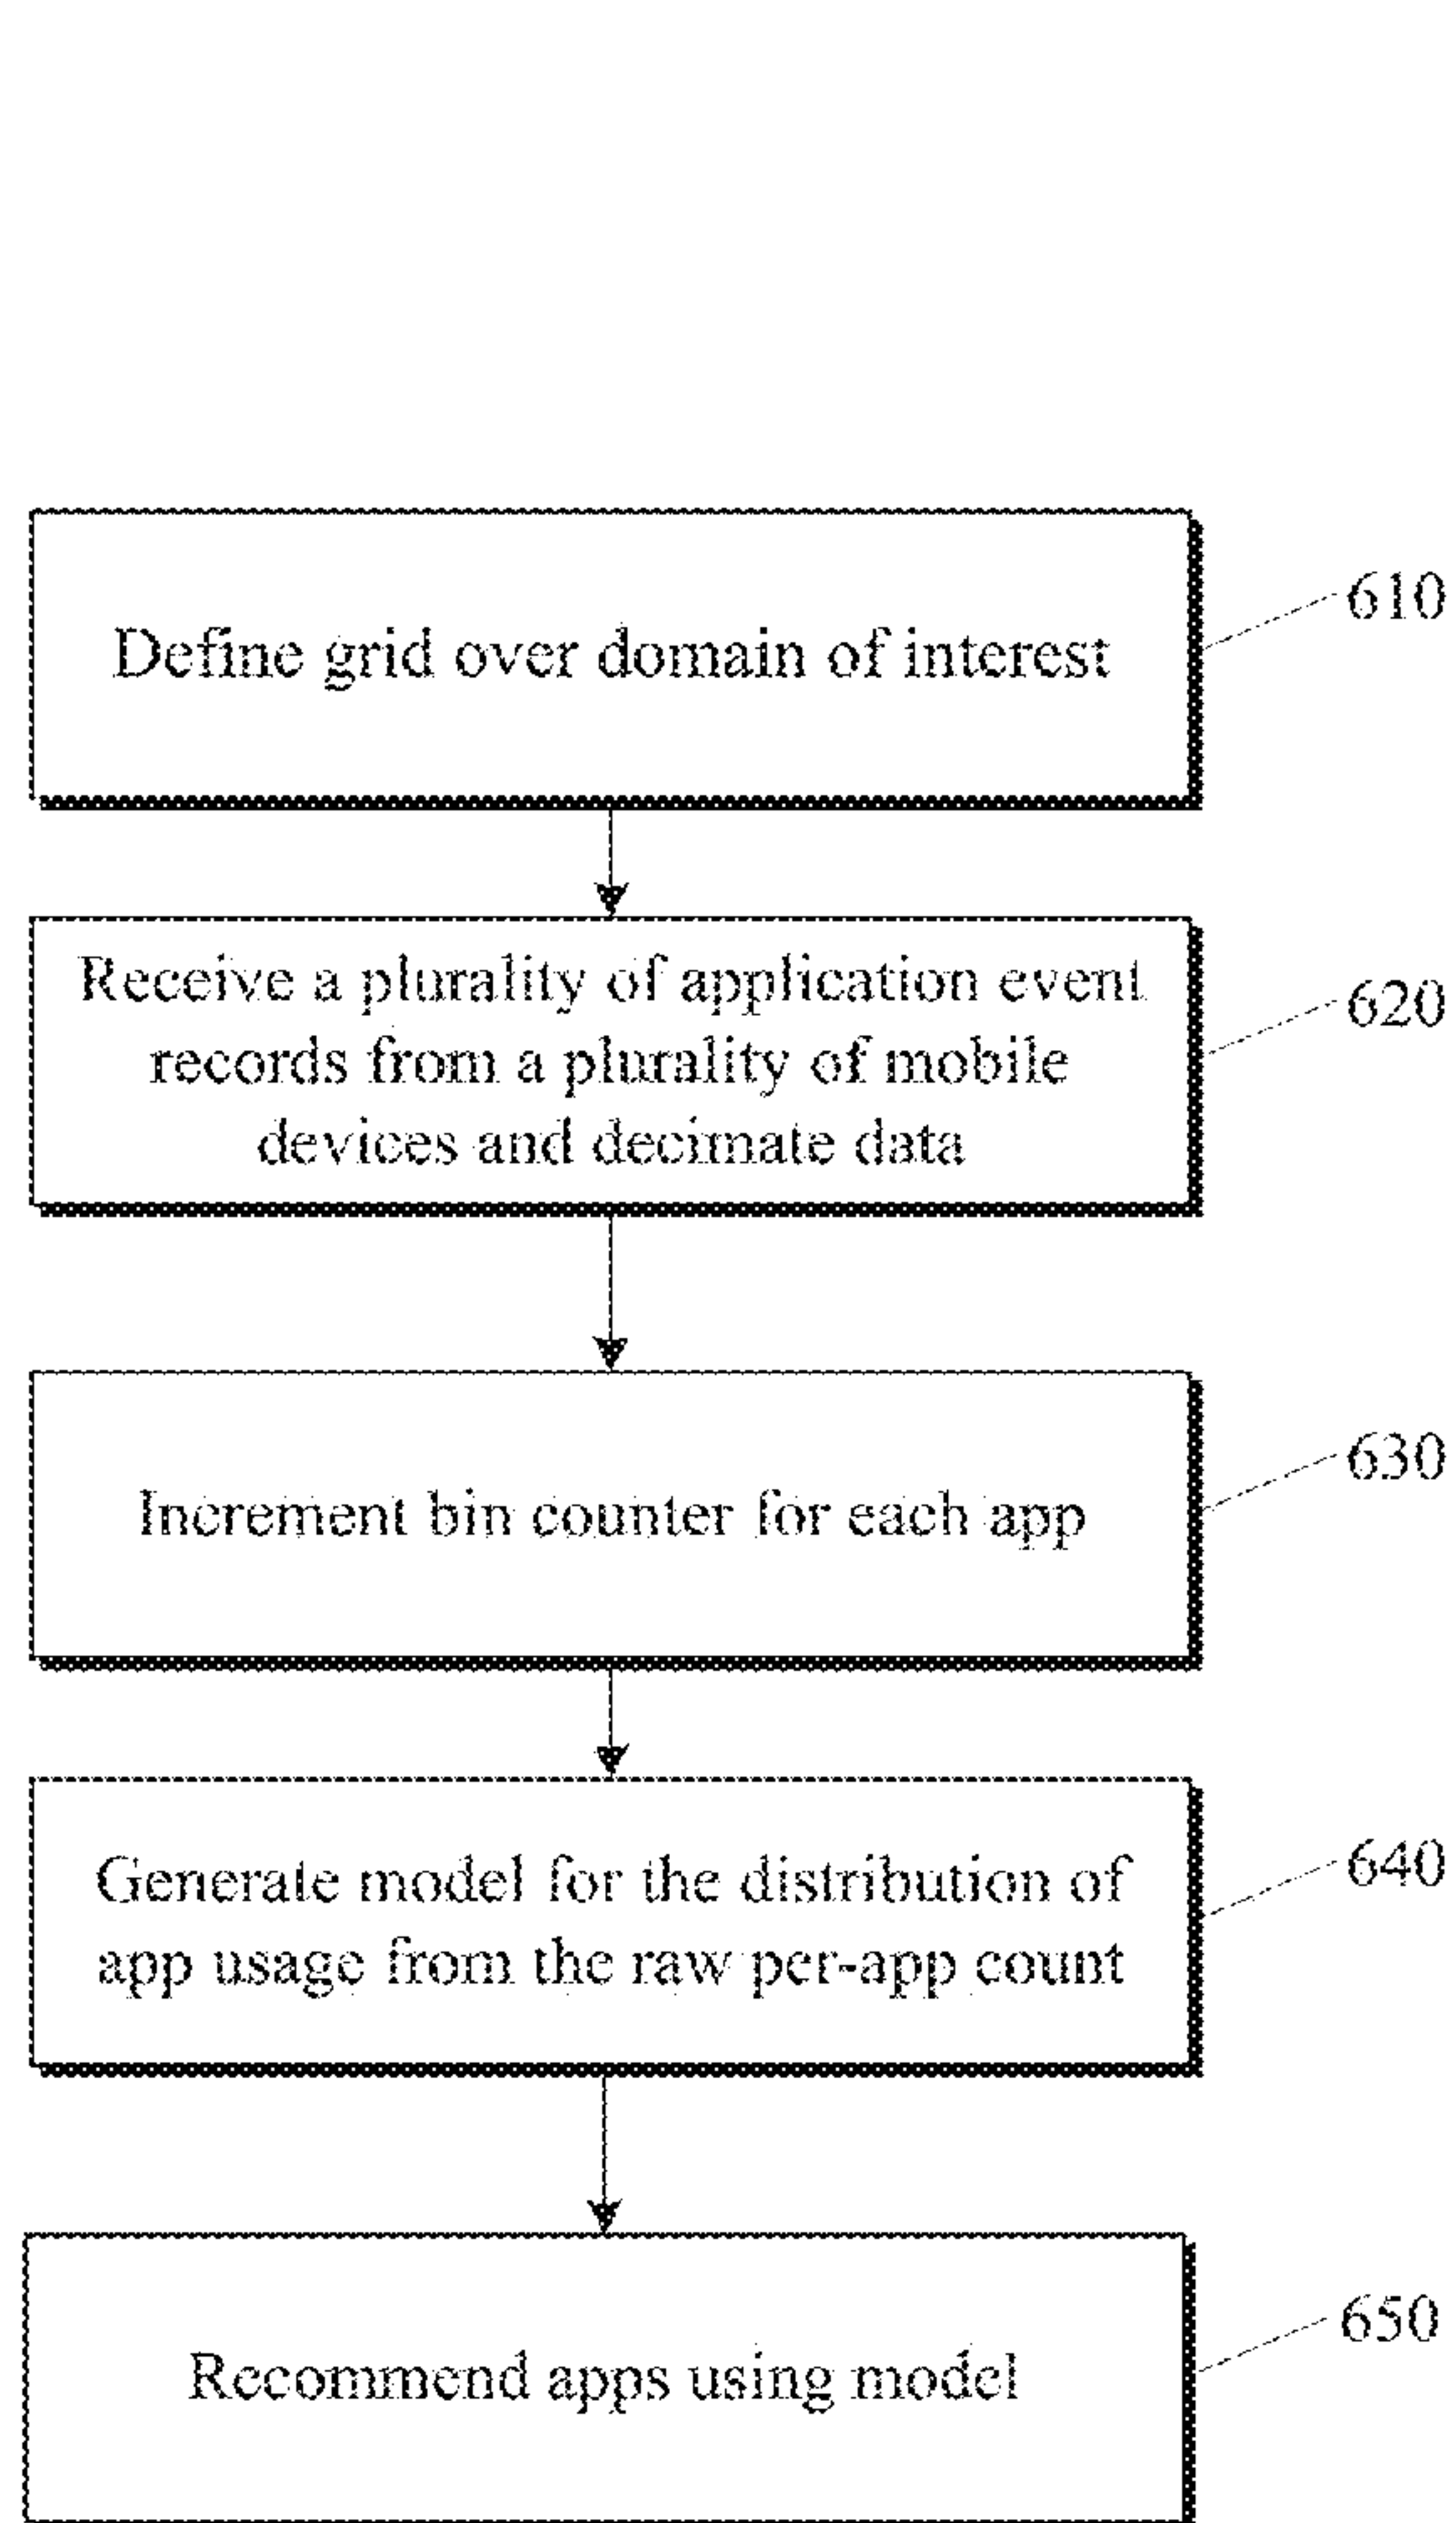 Define grid over domain of interest
610
Receive a plurality of application event
records from a plurality of mobile
devices and decimate data
620
Increment bin counter for each app
630
Generate model for the distribution of
app usage from the raw per-app count
640
Recommend apps using model
650